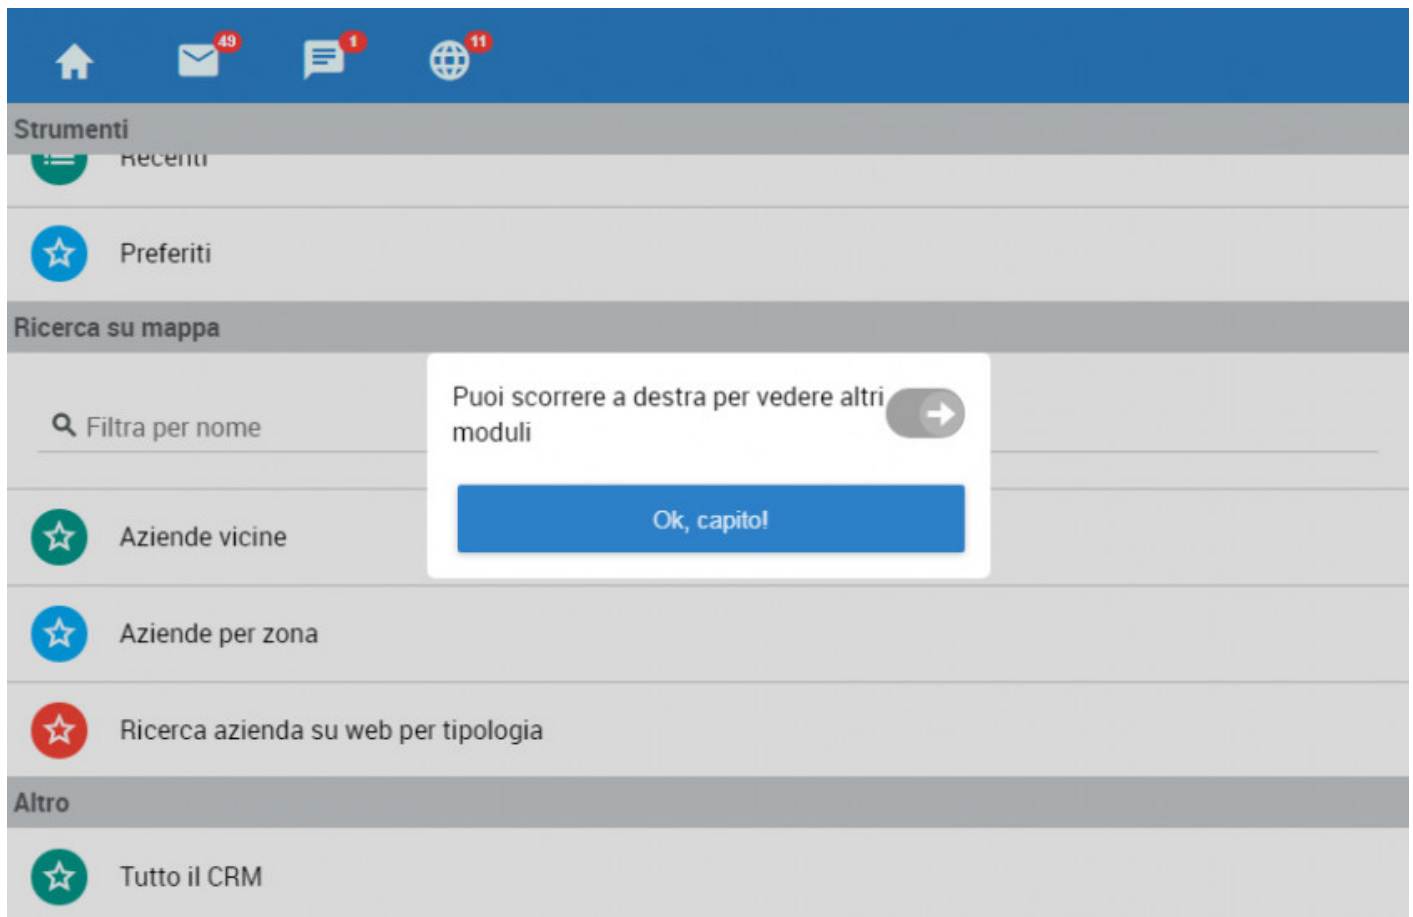 49 1 11
Strumenti
Recenti
Preferiti
Ricerca su mappa
Filtra per nome
Puoi scorrere a destra per vedere altri
moduli
Ok, capito!
Aziende vicine
Aziende per zona
Ricerca azienda su web per tipologia
Altro
Tutto il CRM